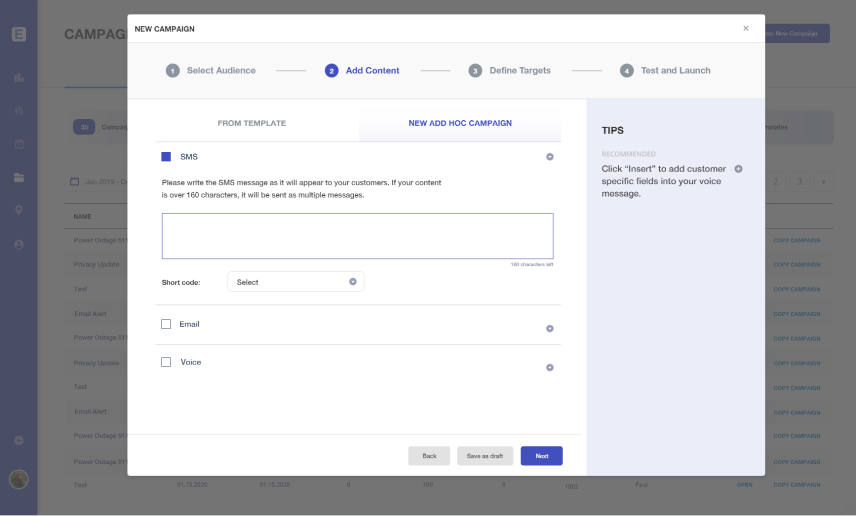 E
CAMPAG
NEW CAMPAIGN
×
New Campaign
1 Select Audience
2 Add Content
3 Define Targets
4 Test and Launch
FROM TEMPLATE
NEW ADD HOC CAMPAIGN
TIPS
35 Campaig
SMS
RECOMMENDED
Click “Insert” to add customer
specific fields into your voice
message.
Please write the SMS message as it will appear to your customers. If your content
is over 160 characters, it will be sent as multiple messages.
Jan 2019 - De
2 3
NAME
160 characters left
Short code: Select
Power Outage 511 COPY CAMPAIGN
Privacy Update COPY CAMPAIGN
Test COPY CAMPAIGN
Email Alert COPY CAMPAIGN
Email
Power Outage 511 COPY CAMPAIGN
Privacy Update COPY CAMPAIGN
Voice
Test COPY CAMPAIGN
Email Alert COPY CAMPAIGN
Power Outage 511 COPY CAMPAIGN
Back Save as draft Next
Power Outage 511 COPY CAMPAIGN
Test 01.15.2020 01.15.2020 0 100 0 1002 Paul OPEN COPY CAMPAIGN